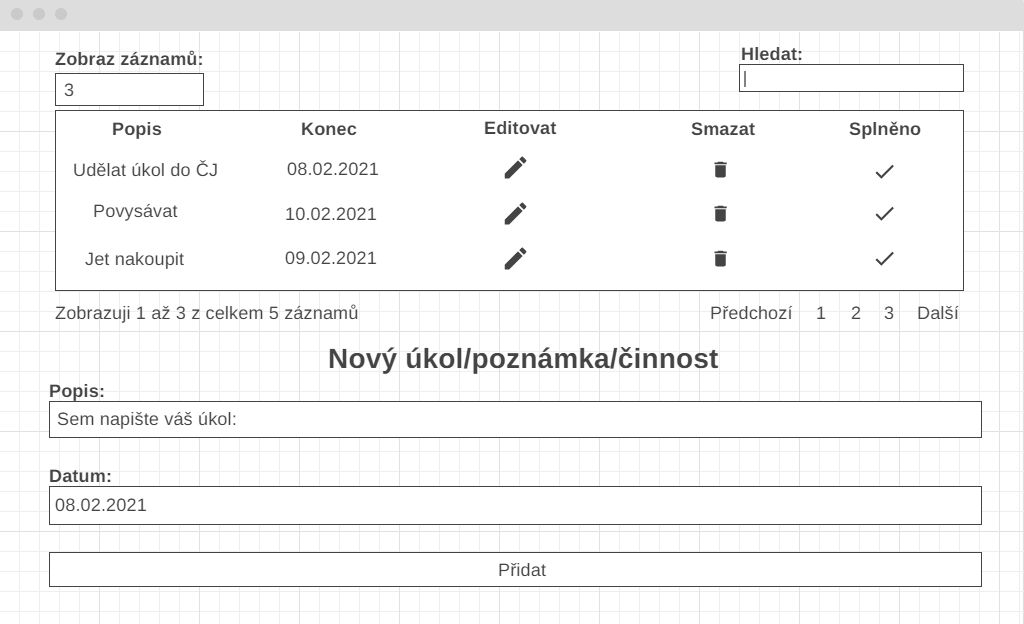 Zobraz záznamů:
Hledat:
3
Popis Konec Editovat Smazat Splněno
Udělat úkol do ČJ 08.02.2021
Povysávat 10.02.2021
Jet nakoupit 09.02.2021
Zobrazuji 1 až 3 z celkem 5 záznamů Předchozí 1 2 3 Další
Nový úkol/poznámka/činnost
Popis:
Sem napište váš úkol:
Datum:
08.02.2021
Přidat